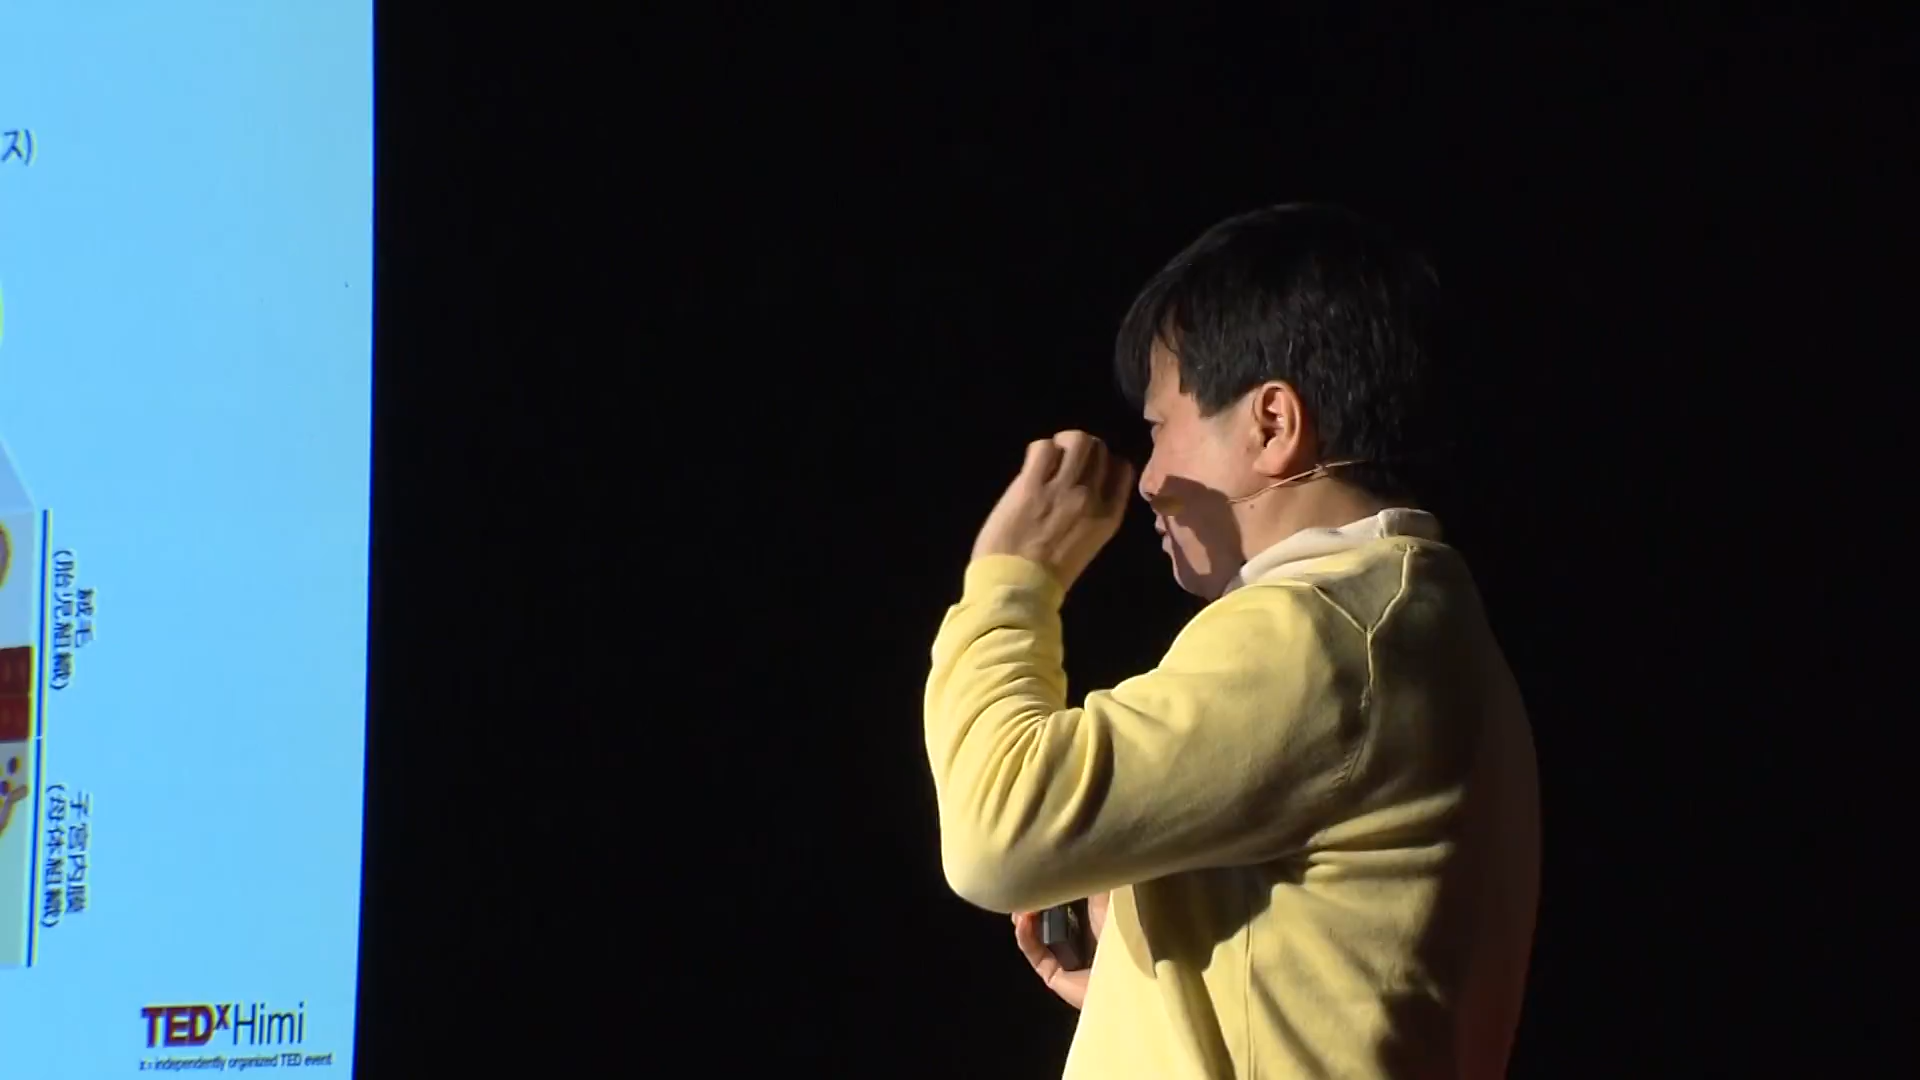 ス)
絨毛
(胎児組織)
子宮内膜
(母体組織)
TEDxHimi
x = independently organized TED event